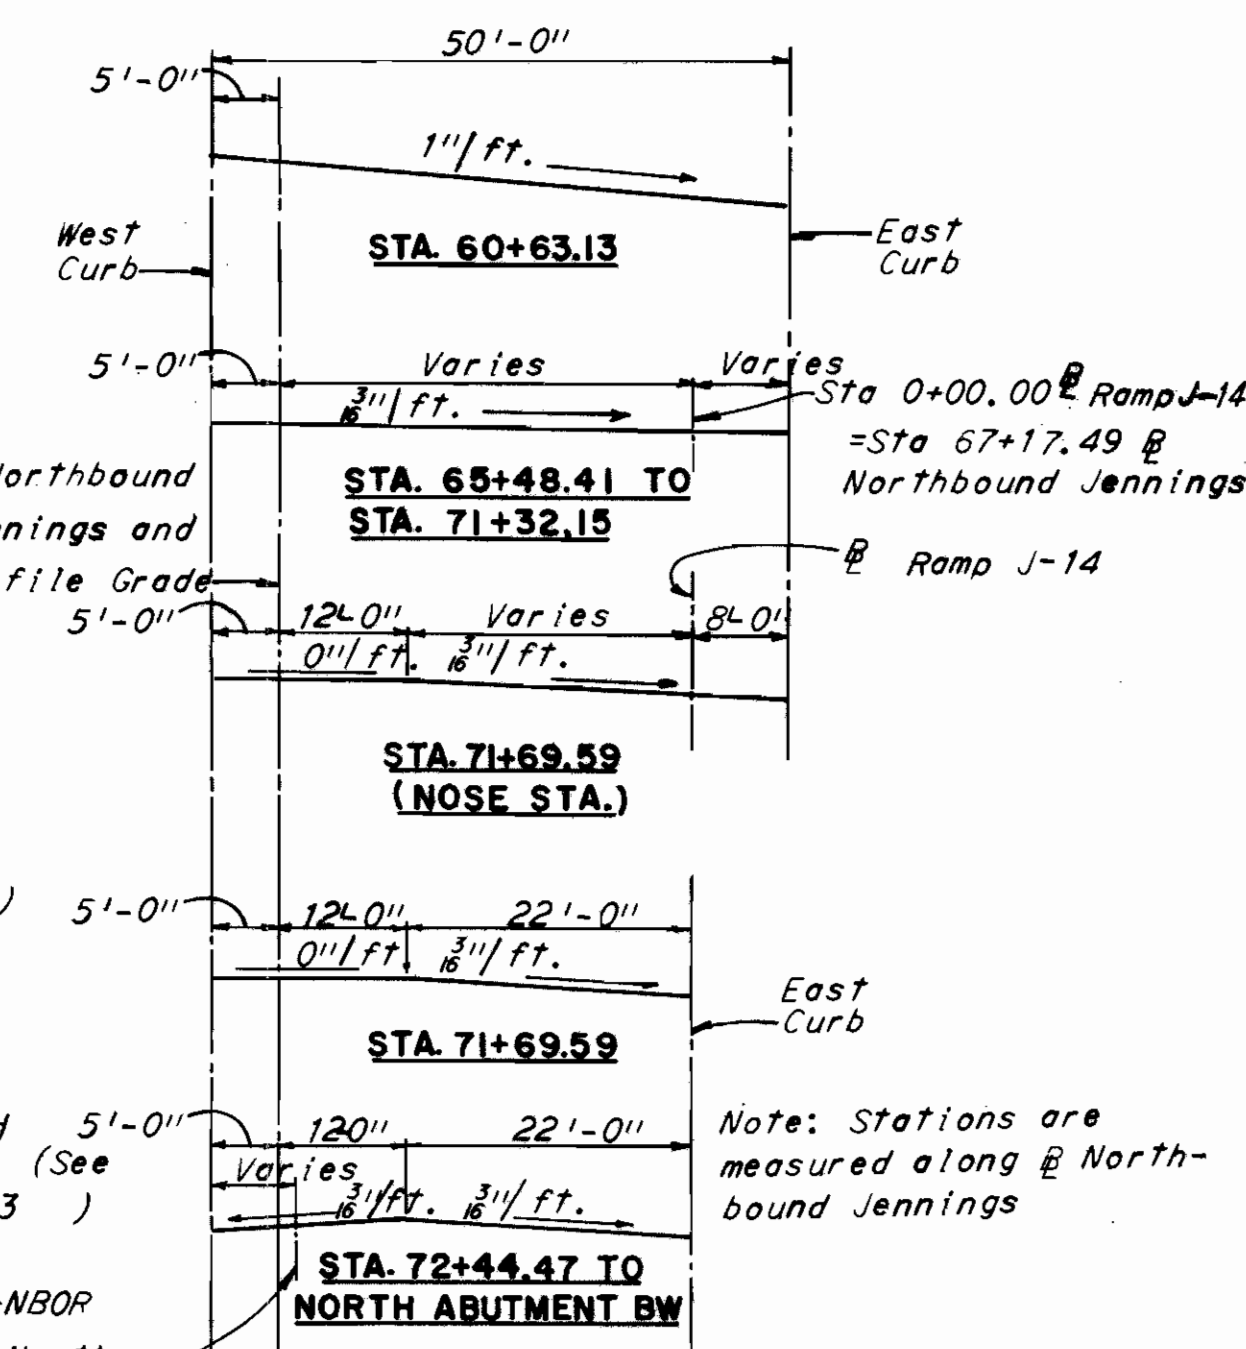 50'-0"
5'-0"
1"/ft.
West
Curb
STA. 60+63.13
East
Curb
5'-0"
Varies
Varies
3/16"/ft.
Sta 0+00.00 ℄ Ramp J-14
=Sta 67+17.49 ℄
Northbound Jennings
STA. 65+48.41 TO
STA. 71+32.15
Northbound
nnings and
file Grade
℄ Ramp J-14
5'-0"
12'-0"
Varies
8'-0"
0"/ft.
3/16"/ft.
STA. 71+69.59
(NOSE STA.)
)
5'-0"
12'-0"
22'-0"
0"/ft
3/16"/ft.
East
Curb
STA. 71+69.59
5'-0"
12'0"
22'-0"
(See
3 )
Varies
3/16"/ft.
3/16"/ft.
Note: Stations are
measured along ℄ North-
bound Jennings
STA. 72+44.47 TO
NORTH ABUTMENT BW
-NBOR